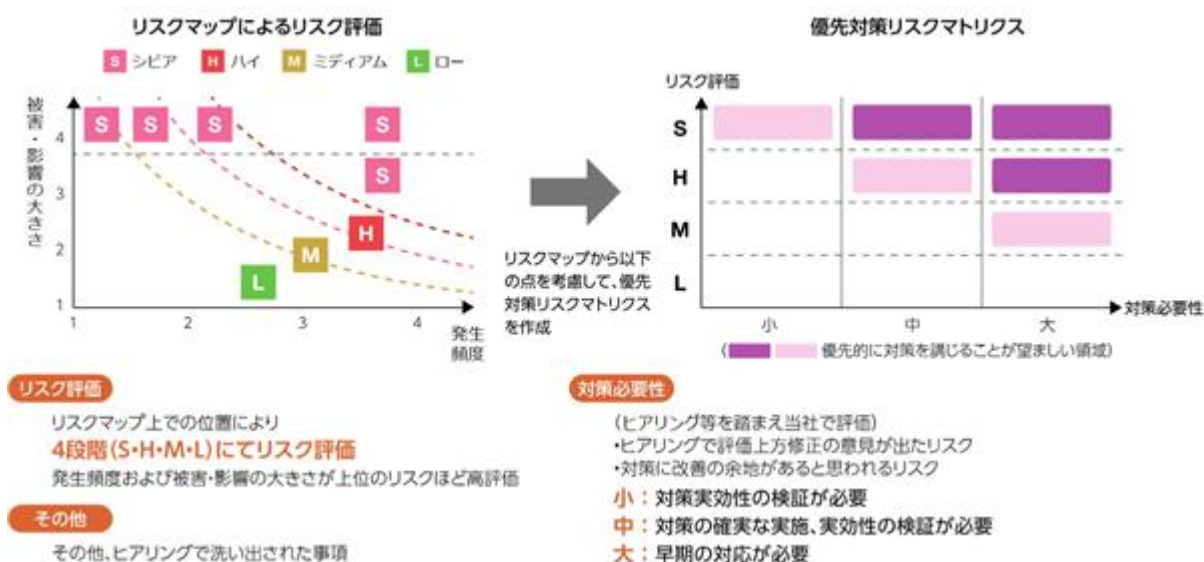 リスクマップによるリスク評価
S シビア H ハイ M ミディアム L ロー
被害・影響の大きさ
4
3
2
1
S S S S
S
H
M
L
1 2 3 4
発生
頻度
リスクマップから以下
の点を考慮して、優先
対策リスクマトリクス
を作成
優先対策リスクマトリクス
リスク評価
S
H
M
L
小 中 大
対策必要性
( 優先的に対策を講じることが望ましい領域)
リスク評価
リスクマップ上での位置により
4段階(S・H・M・L)にてリスク評価
発生頻度および被害・影響の大きさが上位のリスクほど高評価
その他
その他、ヒアリングで洗い出された事項
対策必要性
(ヒアリング等を踏まえ当社で評価)
・ヒアリングで評価上方修正の意見が出たリスク
・対策に改善の余地があると思われるリスク
小:対策実効性の検証が必要
中:対策の確実な実施、実効性の検証が必要
大:早期の対応が必要